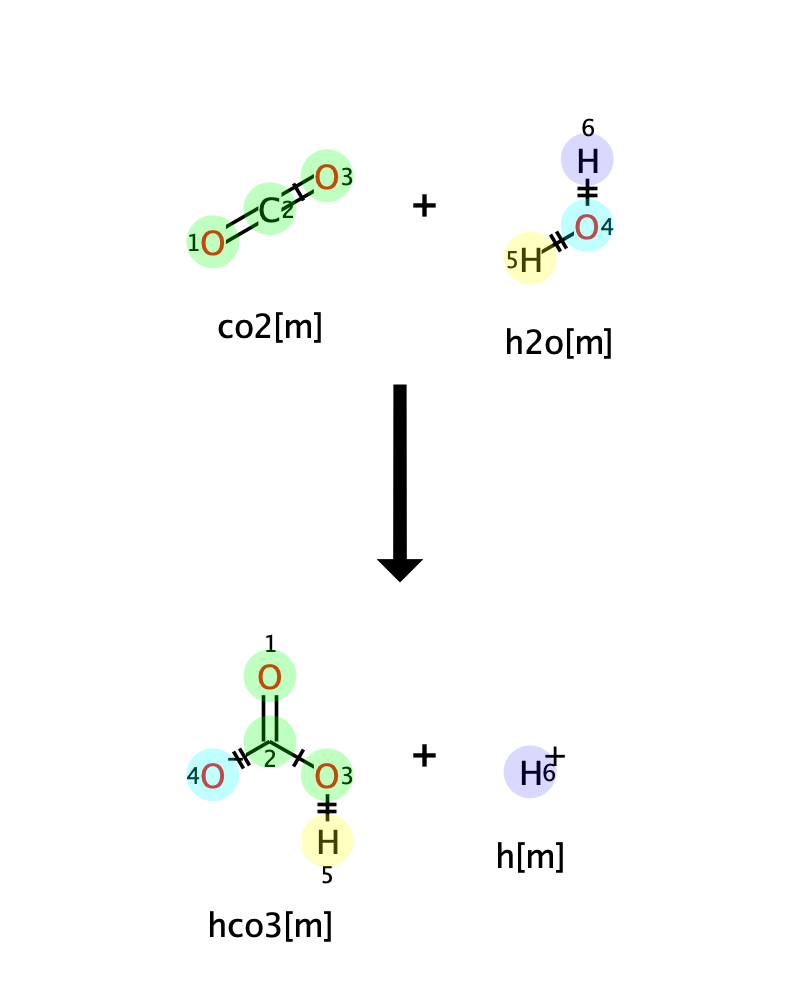 6
H
O3
+
C2
1O
O4
5H
co2[m]
h2o[m]
1
O
2
4O⁻
O3
+
H6⁺
H
5
h[m]
hco3[m]